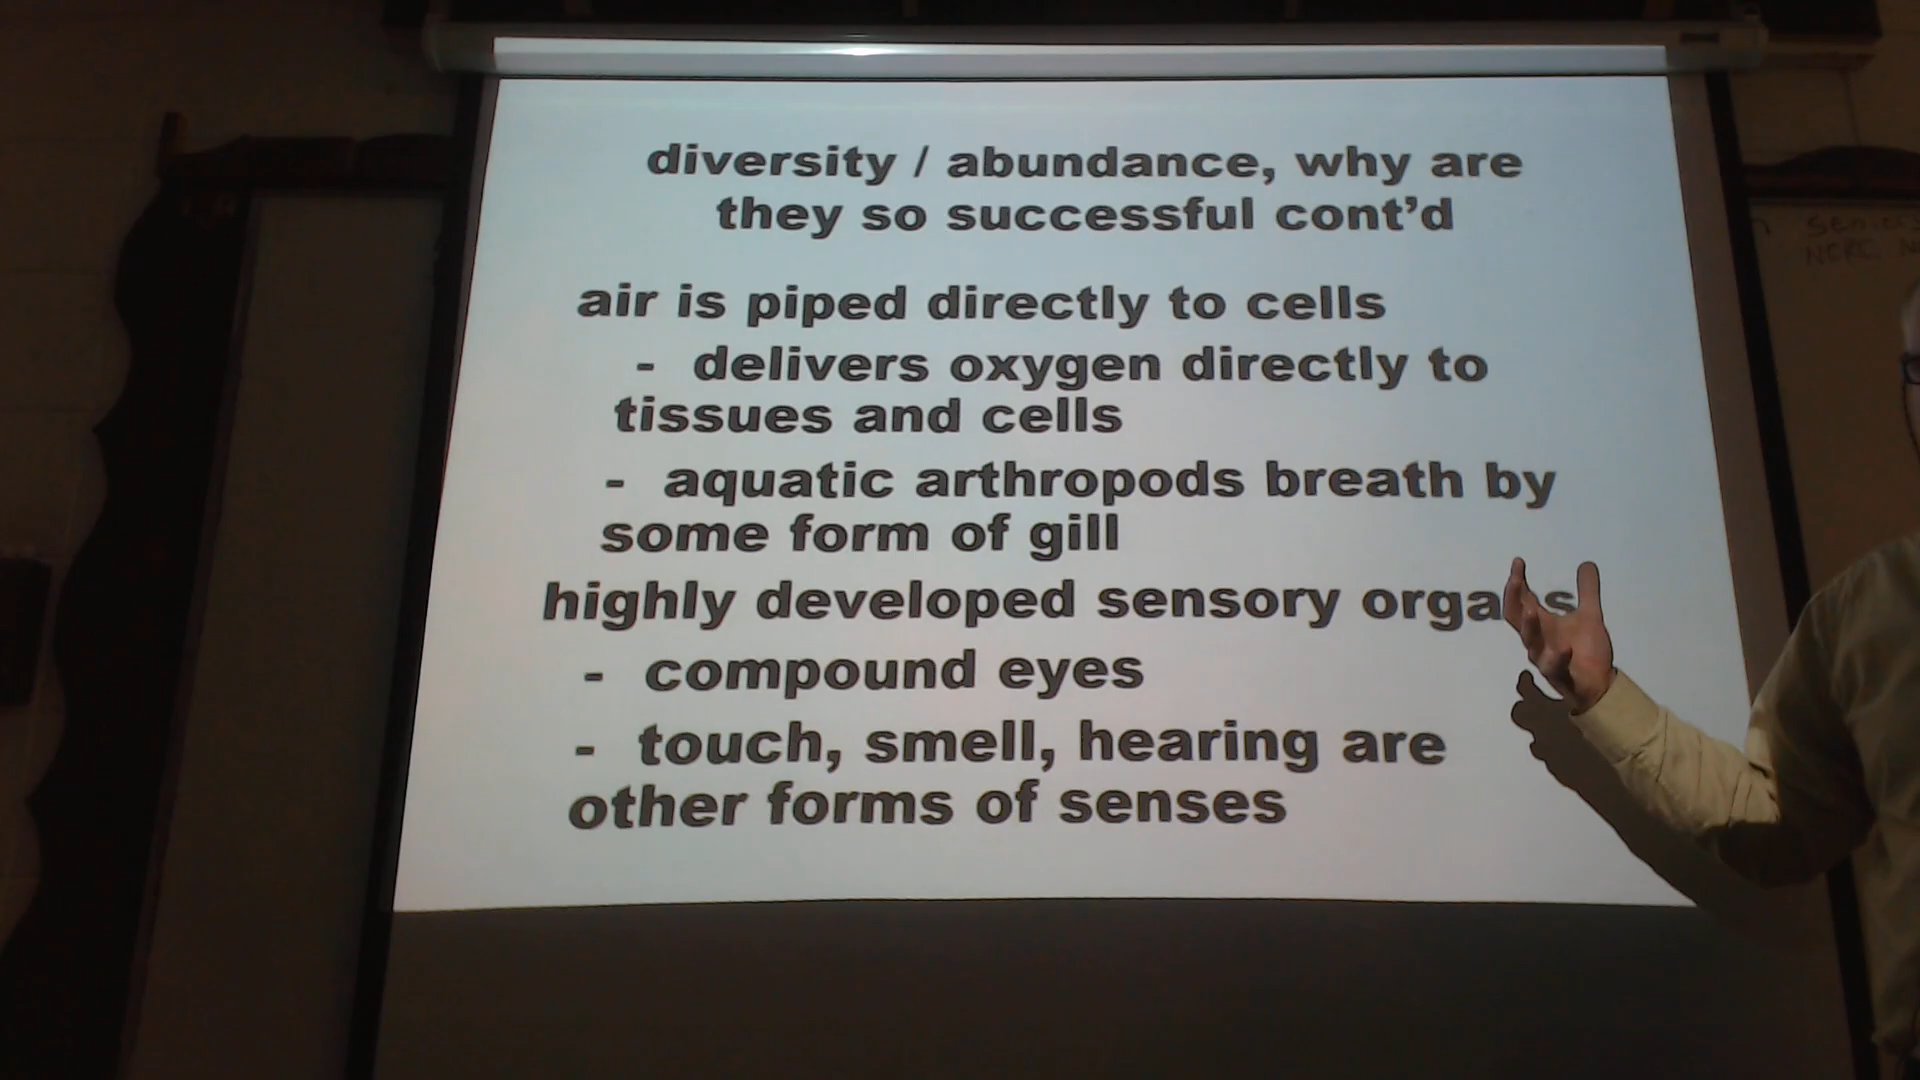 diversity / abundance, why are
they so successful cont’d
air is piped directly to cells
- delivers oxygen directly to
tissues and cells
- aquatic arthropods breath by
some form of gill
highly developed sensory organs
- compound eyes
- touch, smell, hearing are
other forms of senses